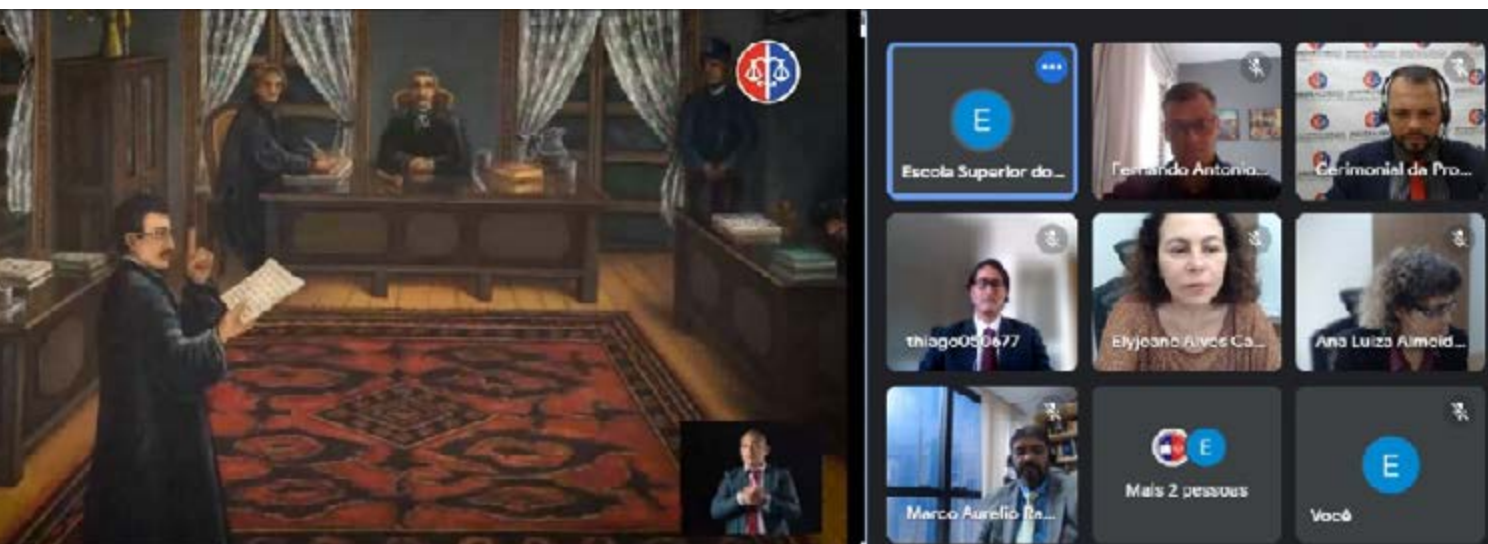 E
Escola Superior do...
Fernando Antonio...
Cerimonial da Pro...
thiago050677
Elyjeane Alves Ca...
Ana Luiza Almeid...
Marco Aurelio Ra...
E
Mais 2 pessoas
E
Você